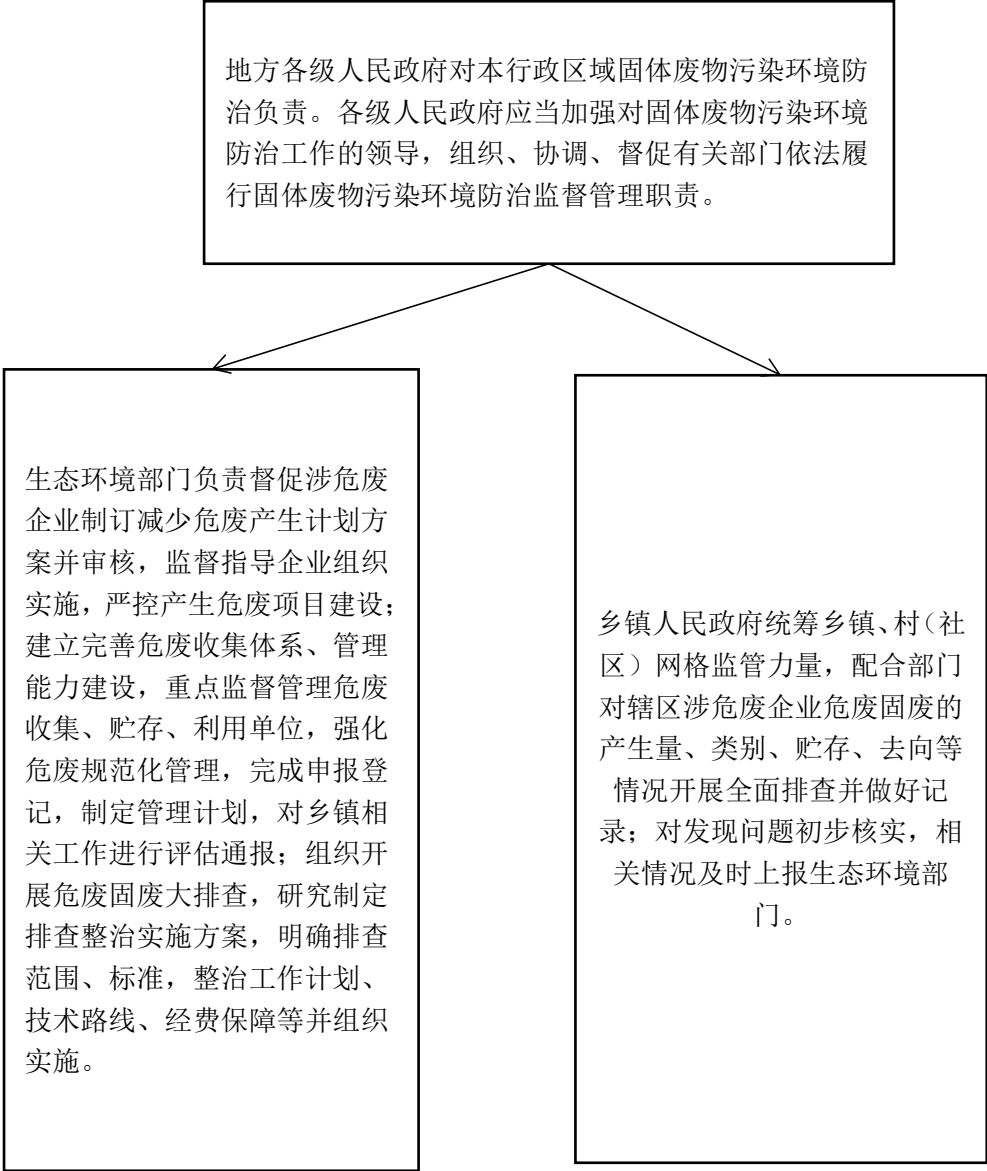 地方各级人民政府对本行政区域固体废物污染环境防
治负责。各级人民政府应当加强对固体废物污染环境
防治工作的领导，组织、协调、督促有关部门依法履
行固体废物污染环境防治监督管理职责。
生态环境部门负责督促涉危废
企业制订减少危废产生计划方
案并审核，监督指导企业组织
实施，严控产生危废项目建设；
建立完善危废收集体系、管理
能力建设，重点监督管理危废
收集、贮存、利用单位，强化
危废规范化管理，完成申报登
记，制定管理计划，对乡镇相
关工作进行评估通报；组织开
展危废固废大排查，研究制定
排查整治实施方案，明确排查
范围、标准，整治工作计划、
技术路线、经费保障等并组织
实施。
乡镇人民政府统筹乡镇、村（社
区）网格监管力量，配合部门
对辖区涉危废企业危废固废的
产生量、类别、贮存、去向等
情况开展全面排查并做好记
录；对发现问题初步核实，相
关情况及时上报生态环境部
门。